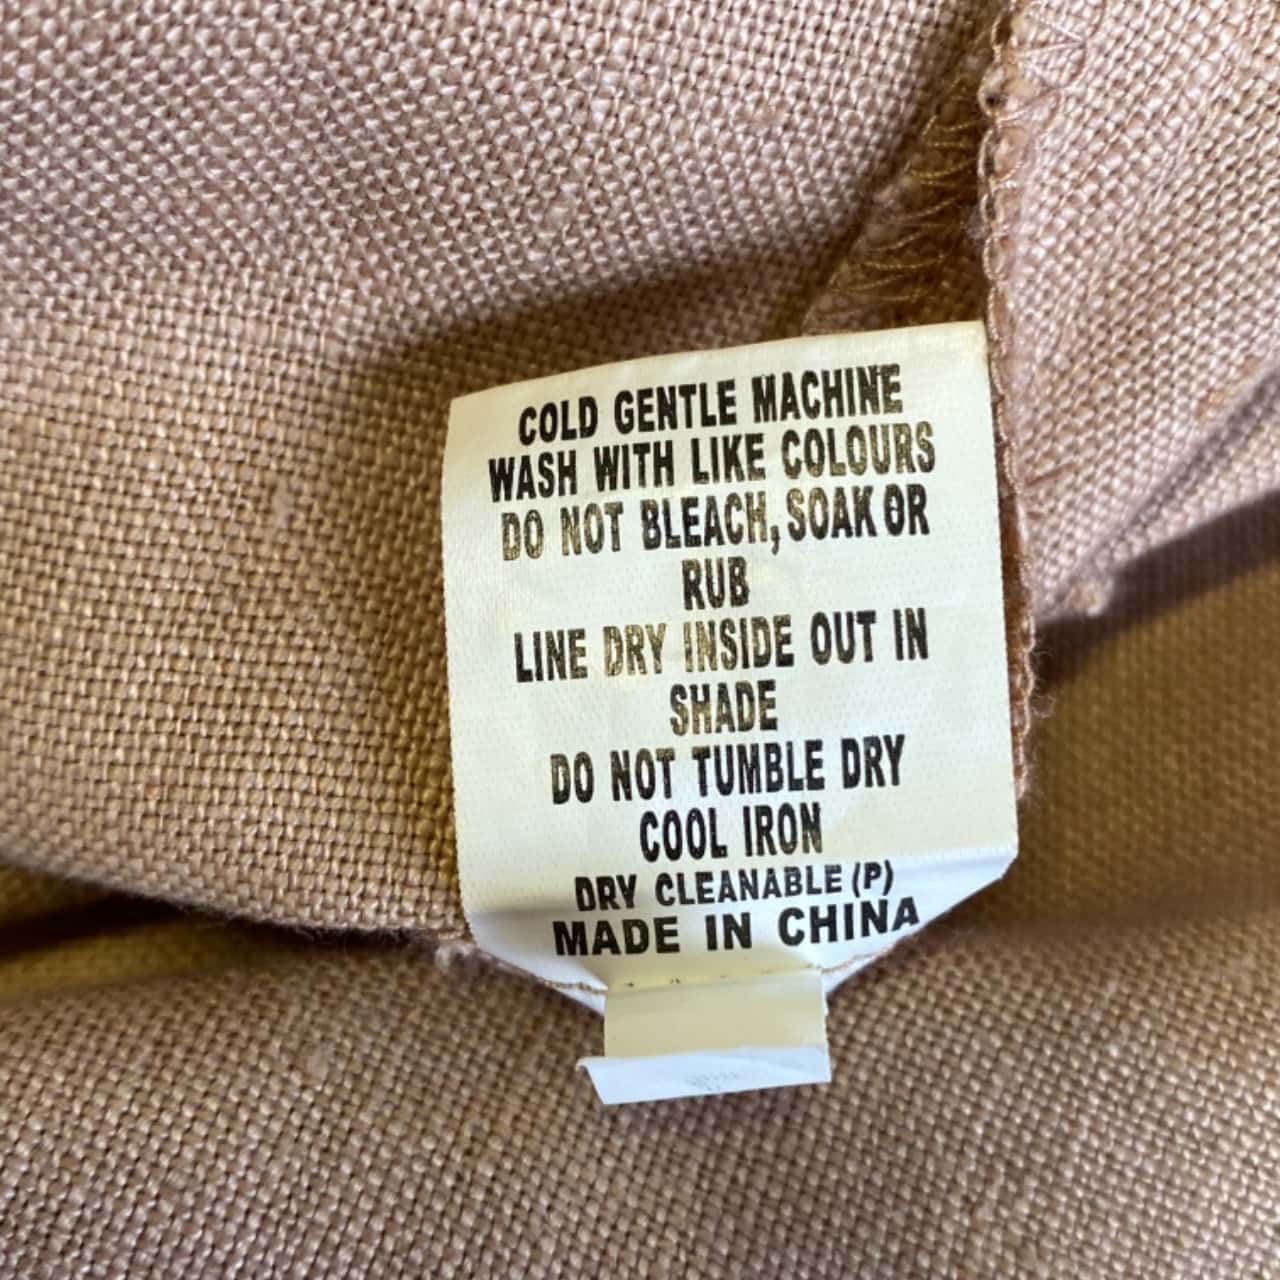 COLD GENTLE MACHINE
WASH WITH LIKE COLOURS
DO NOT BLEACH, SOAK OR
RUB
LINE DRY INSIDE OUT IN
SHADE
DO NOT TUMBLE DRY
COOL IRON
DRY CLEANABLE (P)
MADE IN CHINA